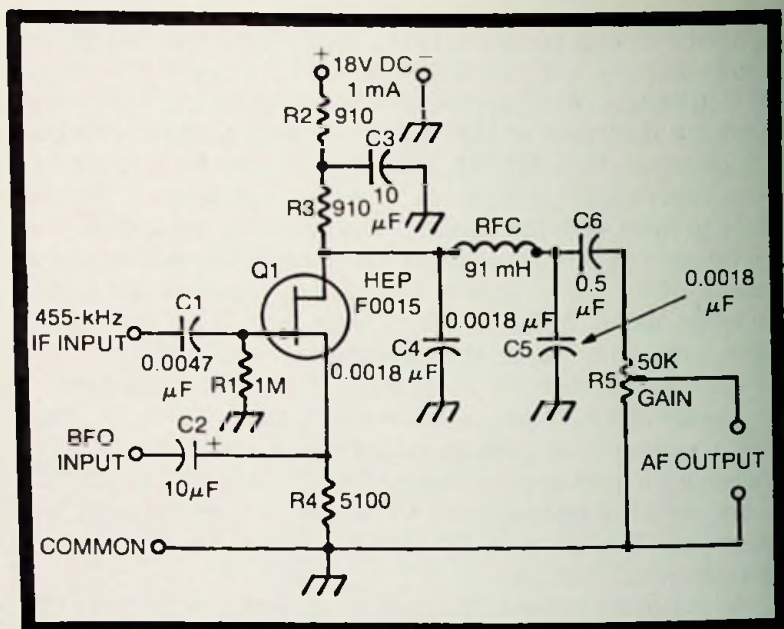 + 18V DC −
1 mA
R2 910
C3
10
μF
R3 910
RFC
91 mH
C6
0.5
μF
0.0018
μF
Q1
HEP
F0015
455-kHz
IF INPUT
C1
0.0047
μF
R1 1M
0.0018 μF
0.0018 μF
C4
C5
50K
R5
GAIN
BFO
INPUT
C2
+
10μF
R4 5100
AF OUTPUT
COMMON